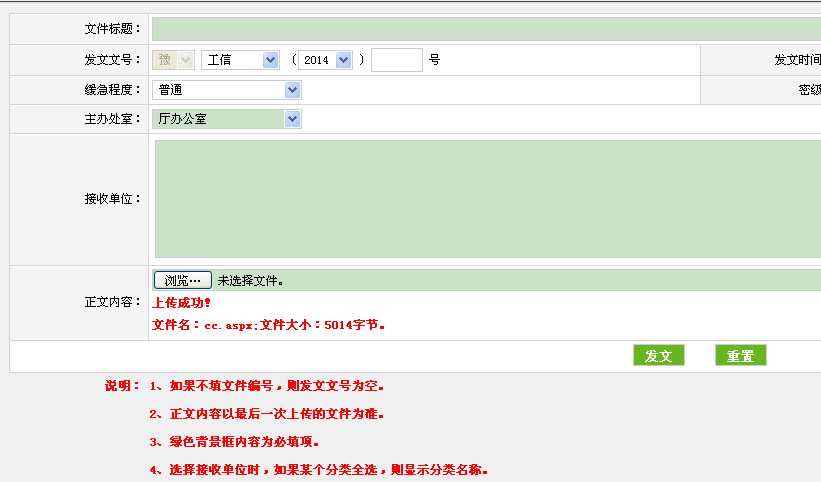 文件标题：
发文文号： 豫 工信 （ 2014 ） 号 发文时间
缓急程度： 普通 密级
主办处室： 厅办公室
接收单位：
浏览… 未选择文件。
正文内容： 上传成功！
文件名：cc.aspx;文件大小：5014字节。
发文 重置
说明： 1、如果不填文件编号，则发文文号为空。
2、正文内容以最后一次上传的文件为准。
3、绿色背景框内容为必填项。
4、选择接收单位时，如果某个分类全选，则显示分类名称。